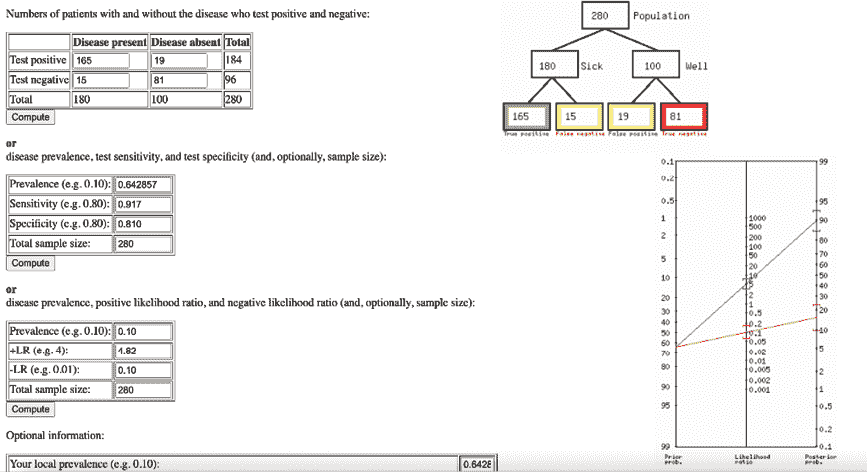 Numbers of patients with and without the disease who test positive and negative:
Disease present Disease absent Total
Test positive 165 19 184
Test negative 15 81 96
Total 180 100 280
Compute
or
disease prevalence, test sensitivity, and test specificity (and, optionally, sample size):
Prevalence (e.g. 0.10): 0.642857
Sensitivity (e.g. 0.80): 0.917
Specificity (e.g. 0.80): 0.810
Total sample size: 280
Compute
or
disease prevalence, positive likelihood ratio, and negative likelihood ratio (and, optionally, sample size):
Prevalence (e.g. 0.10): 0.10
+LR (e.g. 4): 4.82
-LR (e.g. 0.01): 0.10
Total sample size: 280
Compute
Optional information:
Your local prevalence (e.g. 0.10): 0.6428
280 Population
180 Sick 100 Well
165 15 19 81
True positive False negative False positive True negative
0.1
0.2
0.5
1
2
5
10
20
30
40
50
60
70
80
90
95
99
Prior prob.
1000
500
200
100
50
20
10
5
2
1
0.5
0.2
0.1
0.05
0.02
0.01
0.005
0.002
0.001
Likelihood ratio
99
95
90
80
70
60
50
40
30
20
10
5
2
1
0.5
0.2
0.1
Posterior prob.